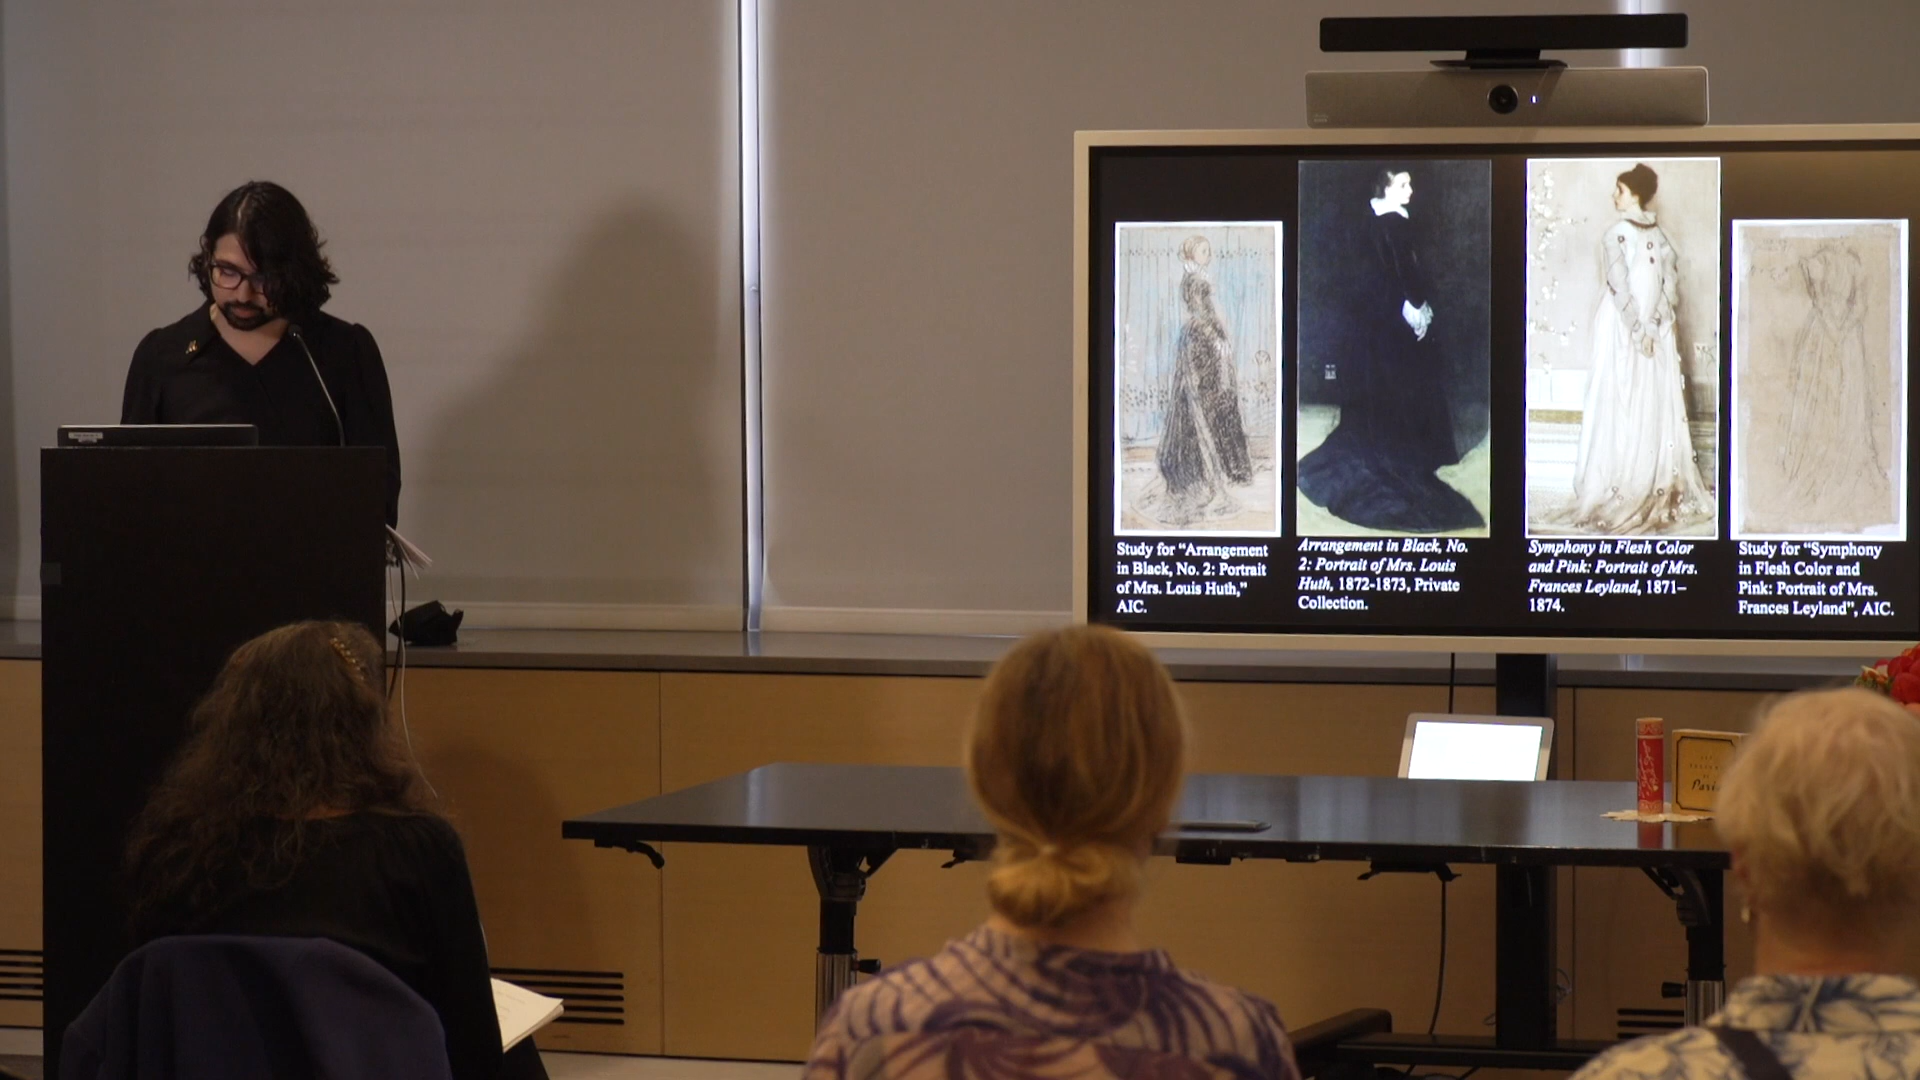 Study for “Arrangement
in Black, No. 2: Portrait
of Mrs. Louis Huth,”
AIC.
Arrangement in Black, No.
2: Portrait of Mrs. Louis
Huth, 1872-1873, Private
Collection.
Symphony in Flesh Color
and Pink: Portrait of Mrs.
Frances Leyland, 1871–
1874.
Study for “Symphony
in Flesh Color and
Pink: Portrait of Mrs.
Frances Leyland”, AIC.